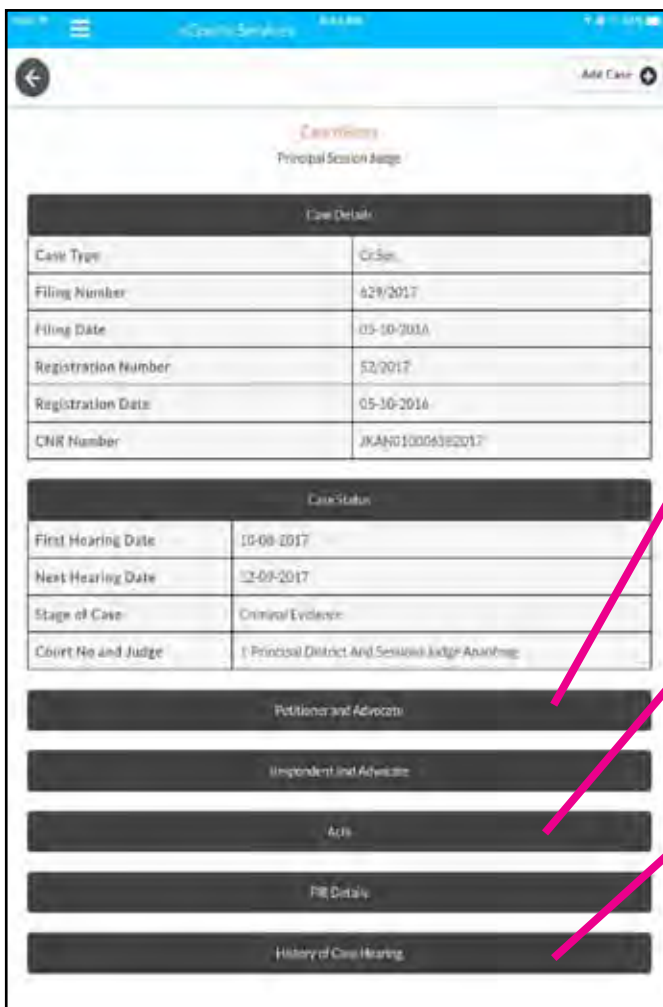 eCourts Services
Add Case
Case History
Principal Session Judge
Case Details
Case Type
Filing Number 629/2017
Filing Date 05-10-2016
Registration Number 52/2017
Registration Date 05-10-2016
CNR Number
Case Status
First Hearing Date 10-08-2017
Next Hearing Date 12-09-2017
Stage of Case Criminal Evidence
Court No and Judge 1 Principal District And Sessions Judge Anantnag
Petitioner and Advocate
Respondent and Advocate
Acts
FIR Details
History of Case Hearing